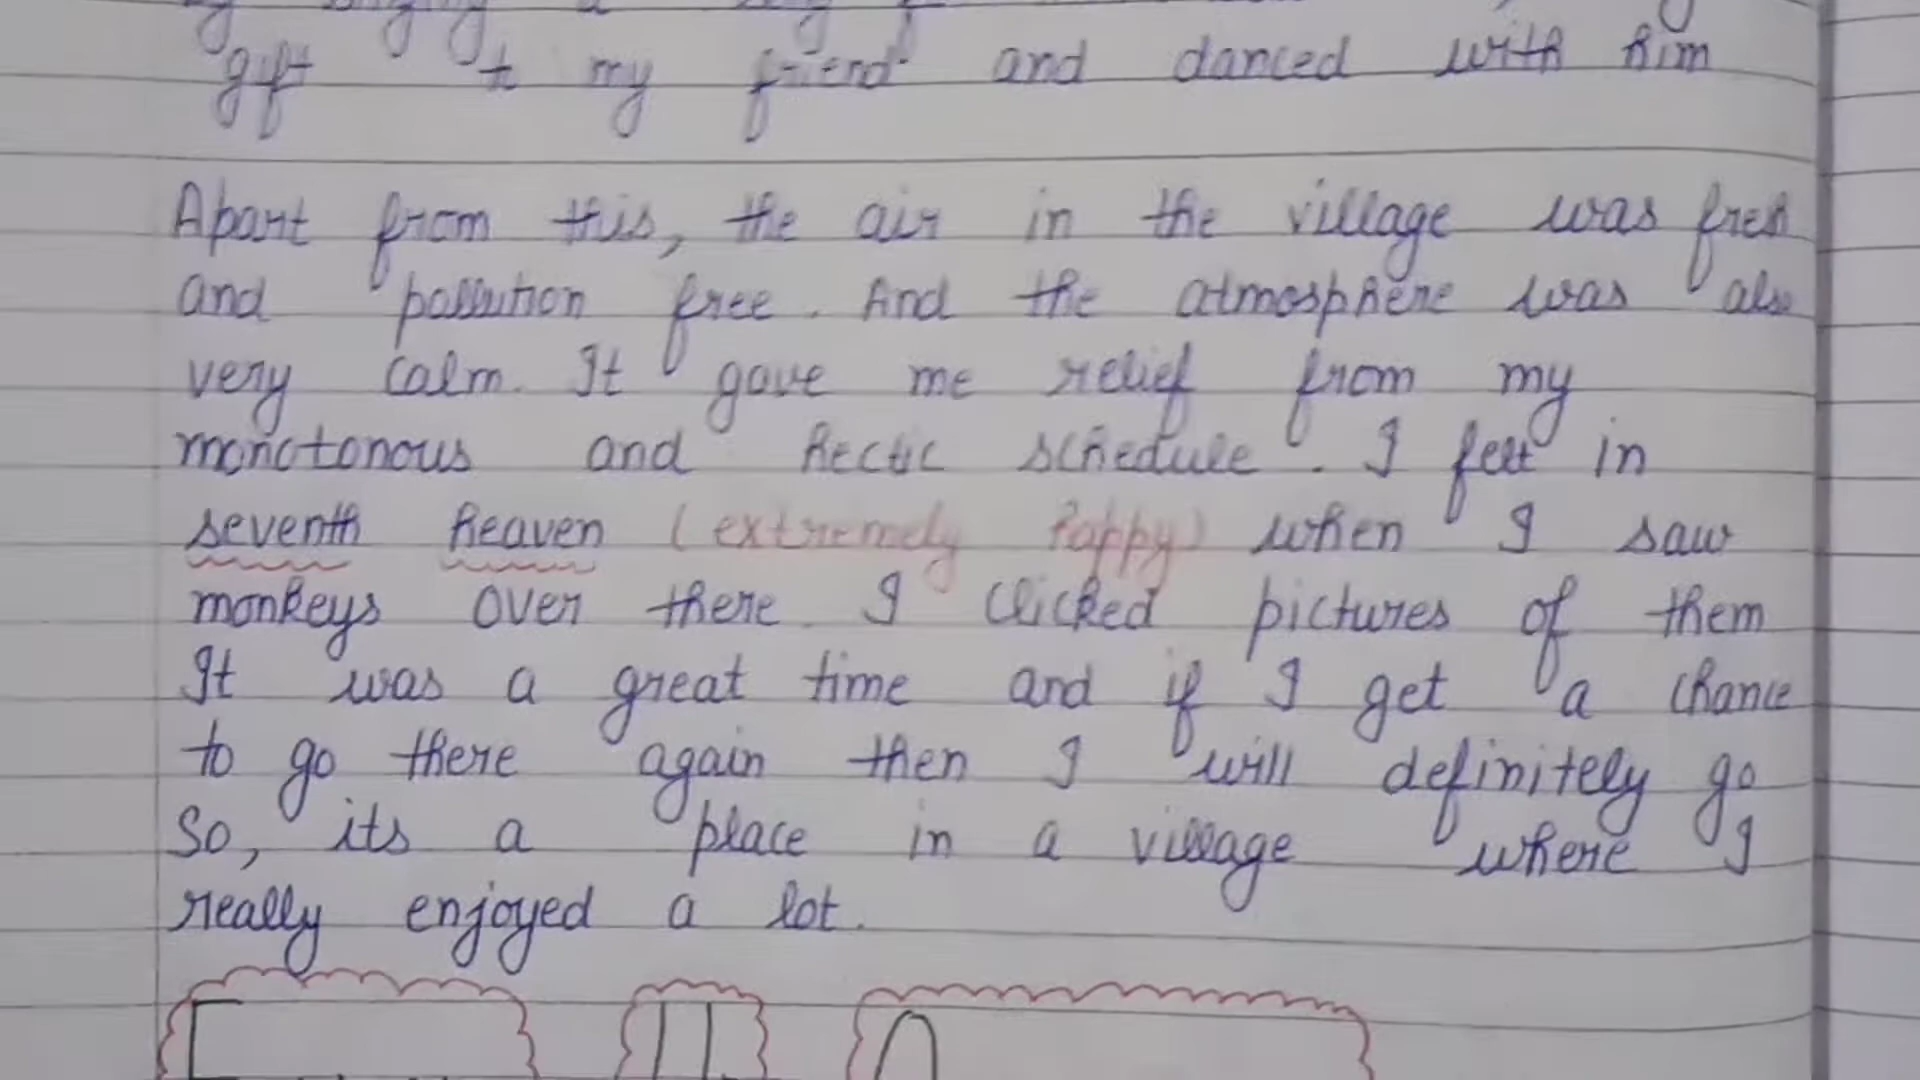 gift to my friend and danced with him
Apart from this, the air in the village was fresh
and pollution free. And the atmosphere was also
very calm. It gave me relief from my
monotonous and hectic schedule. I felt in
seventh heaven (extremely happy) when I saw
monkeys over there. I clicked pictures of them
It was a great time and if I get a chance
to go there again then I will definitely go
So, its a place in a village where I
really enjoyed a lot.